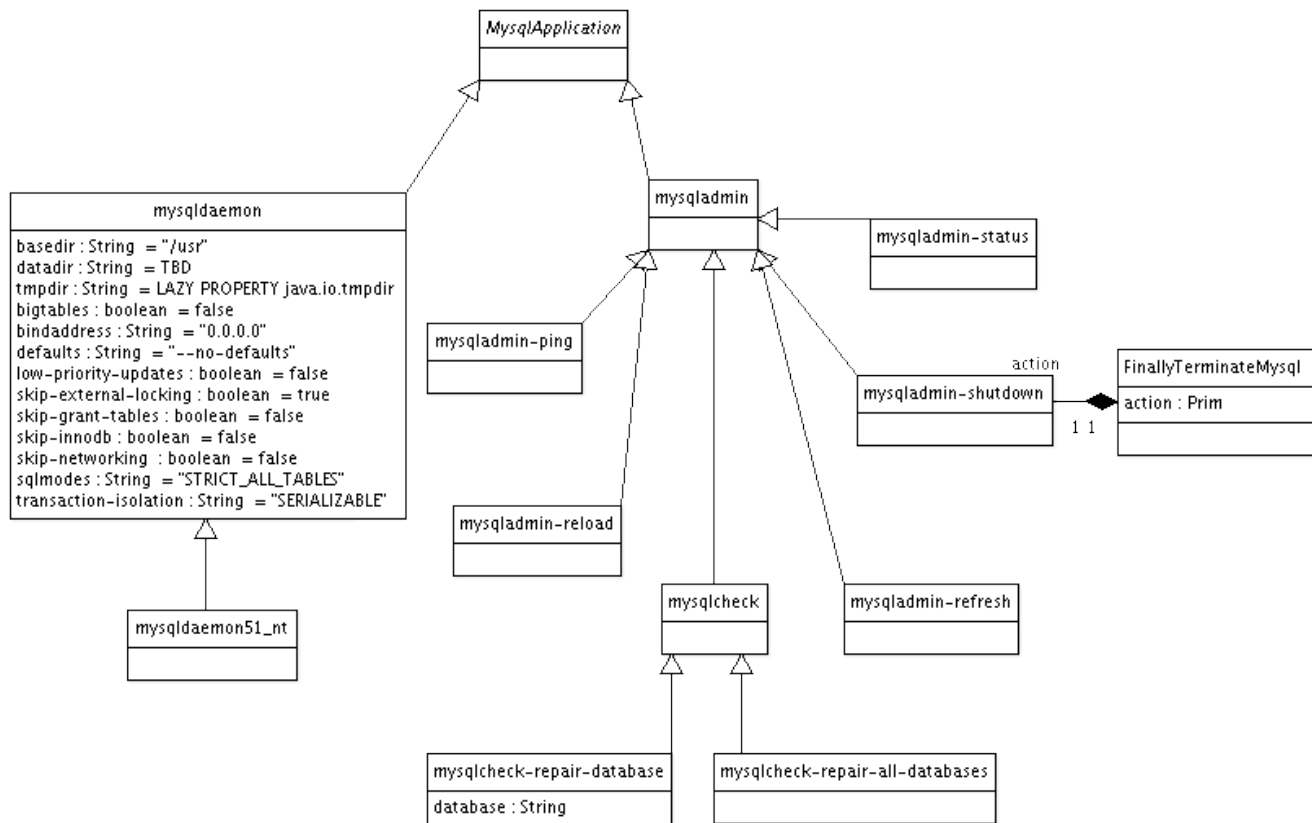 MysqlApplication
mysqldaemon
basedir : String = "/usr"
datadir : String = TBD
tmpdir : String = LAZY PROPERTY java.io.tmpdir
bigtables : boolean = false
bindaddress : String = "0.0.0.0"
defaults : String = "--no-defaults"
low-priority-updates : boolean = false
skip-external-locking : boolean = true
skip-grant-tables : boolean = false
skip-innodb : boolean = false
skip-networking : boolean = false
sqlmodes : String = "STRICT_ALL_TABLES"
transaction-isolation : String = "SERIALIZABLE"
mysqladmin
mysqladmin-status
mysqladmin-ping
action
mysqladmin-shutdown
1 1
FinallyTerminateMysql
action : Prim
mysqladmin-reload
mysqlcheck
mysqladmin-refresh
mysqldaemon51_nt
mysqlcheck-repair-database
database : String
mysqlcheck-repair-all-databases